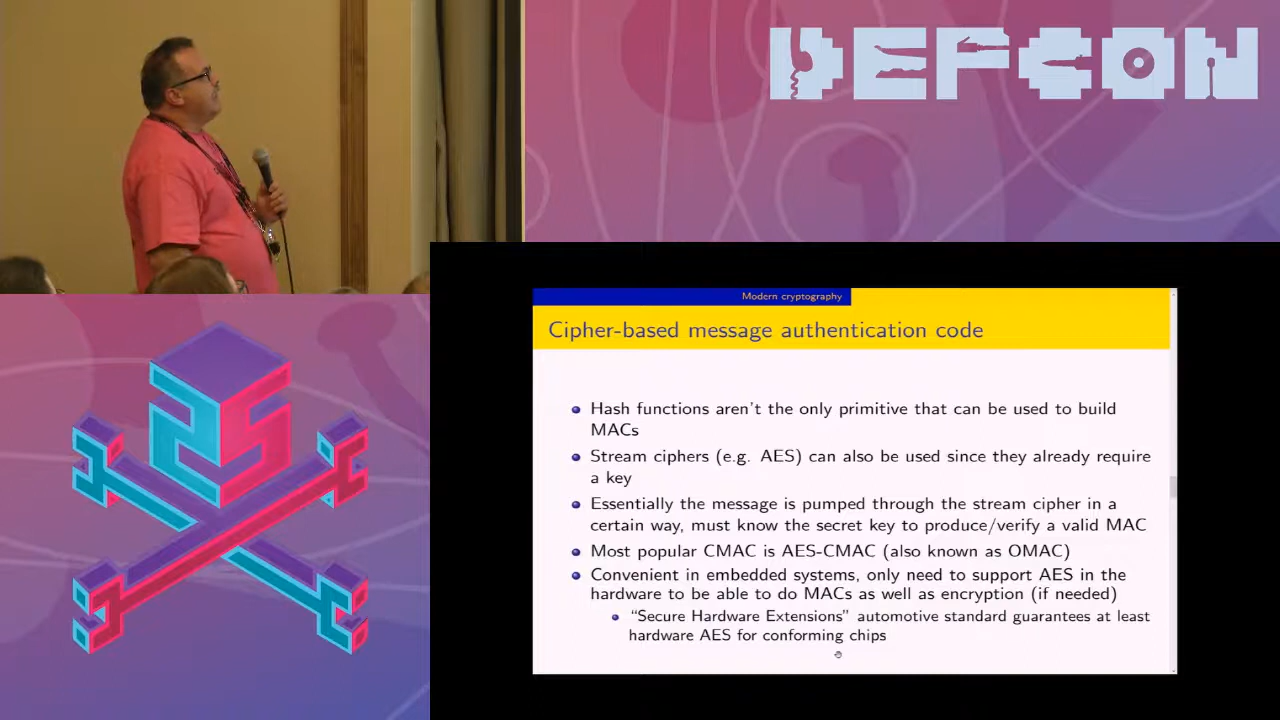 DEFCON
Modern cryptography
Cipher-based message authentication code
Hash functions aren't the only primitive that can be used to build
MACs
Stream ciphers (e.g. AES) can also be used since they already require
a key
Essentially the message is pumped through the stream cipher in a
certain way, must know the secret key to produce/verify a valid MAC
Most popular CMAC is AES-CMAC (also known as OMAC)
Convenient in embedded systems, only need to support AES in the
hardware to be able to do MACs as well as encryption (if needed)
“Secure Hardware Extensions” automotive standard guarantees at least
hardware AES for conforming chips
25